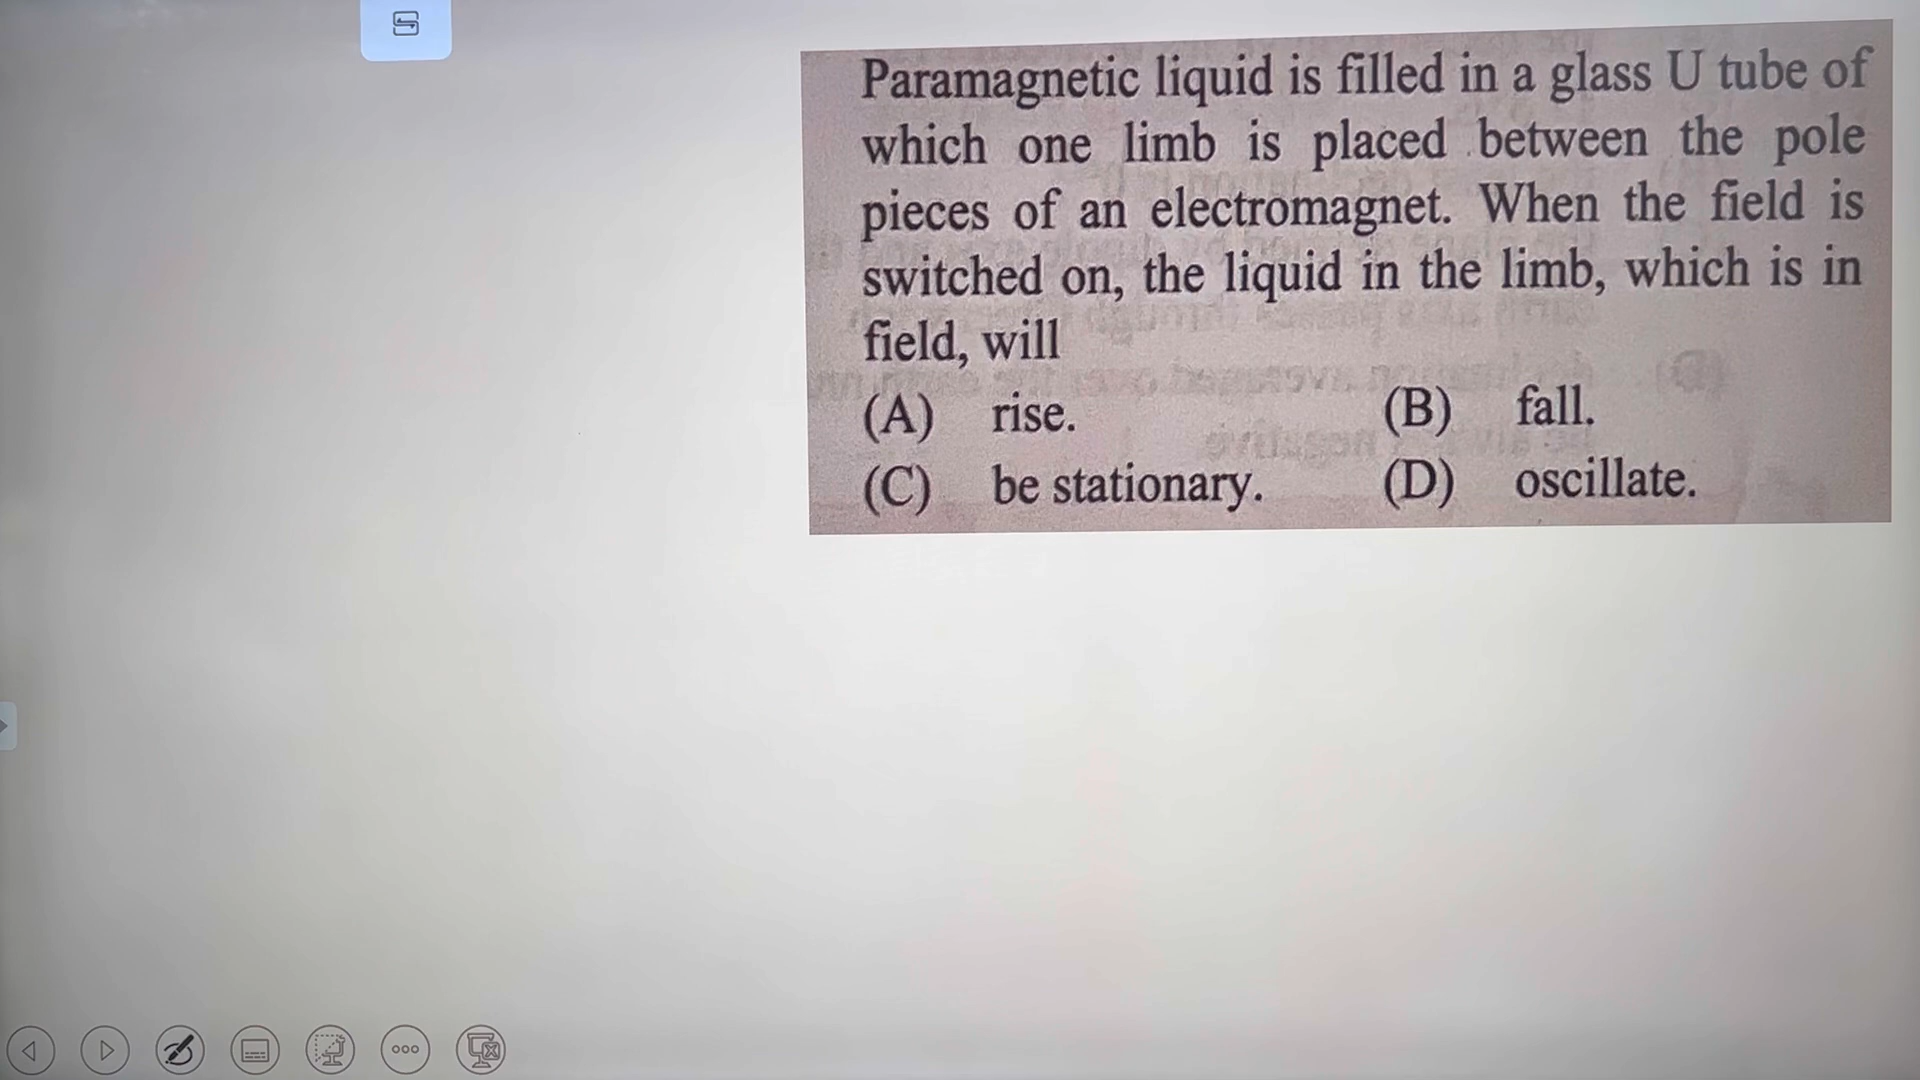 Paramagnetic liquid is filled in a glass U tube of
which one limb is placed between the pole
pieces of an electromagnet. When the field is
switched on, the liquid in the limb, which is in
field, will
(A) rise. (B) fall.
(C) be stationary. (D) oscillate.